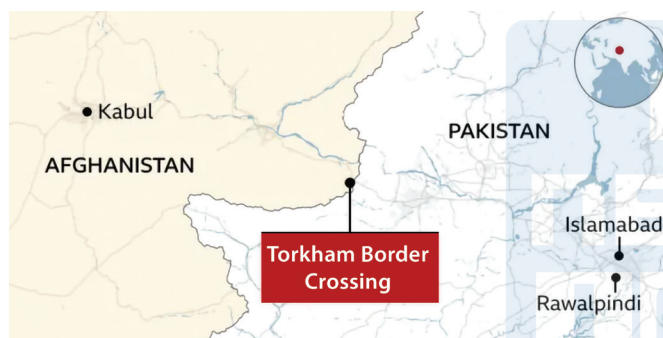 Kabul
PAKISTAN
AFGHANISTAN
Torkham Border
Crossing
Islamabad
Rawalpindi